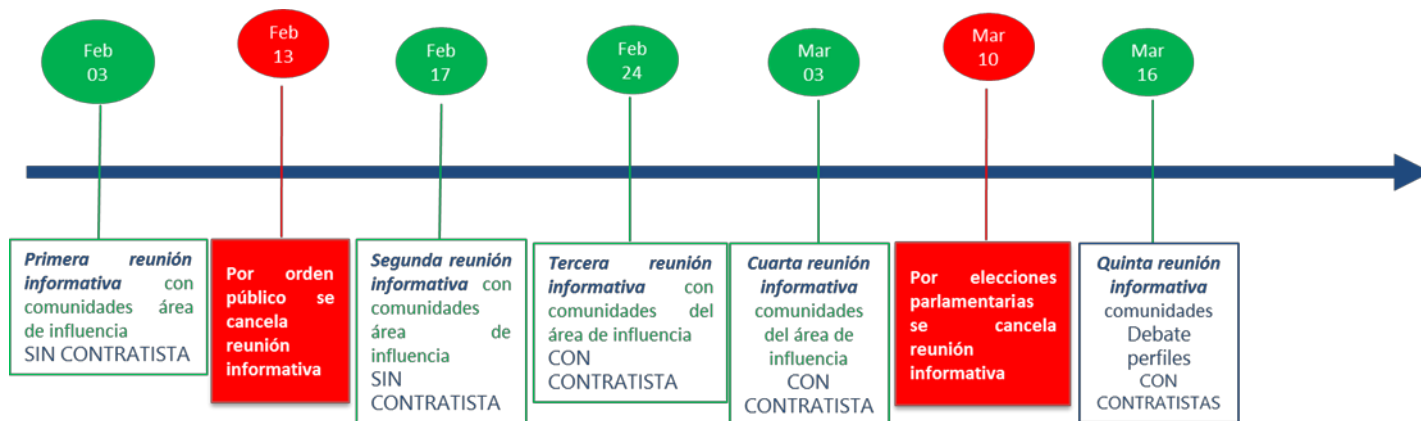 Feb
03
Feb
13
Feb
17
Feb
24
Mar
03
Mar
10
Mar
16
Primera reunión
informativa con
comunidades área
de influencia
SIN CONTRATISTA
Por orden
público se
cancela
reunión
informativa
Segunda reunión
informativa con
comunidades
área de
influencia
SIN
CONTRATISTA
Tercera reunión
informativa con
comunidades del
área de influencia
CON
CONTRATISTA
Cuarta reunión
informativa
comunidades
del área de
influencia
CON
CONTRATISTA
Por elecciones
parlamentarias
se cancela
reunión
informativa
Quinta reunión
informativa
comunidades
Debate
perfiles
CON
CONTRATISTAS